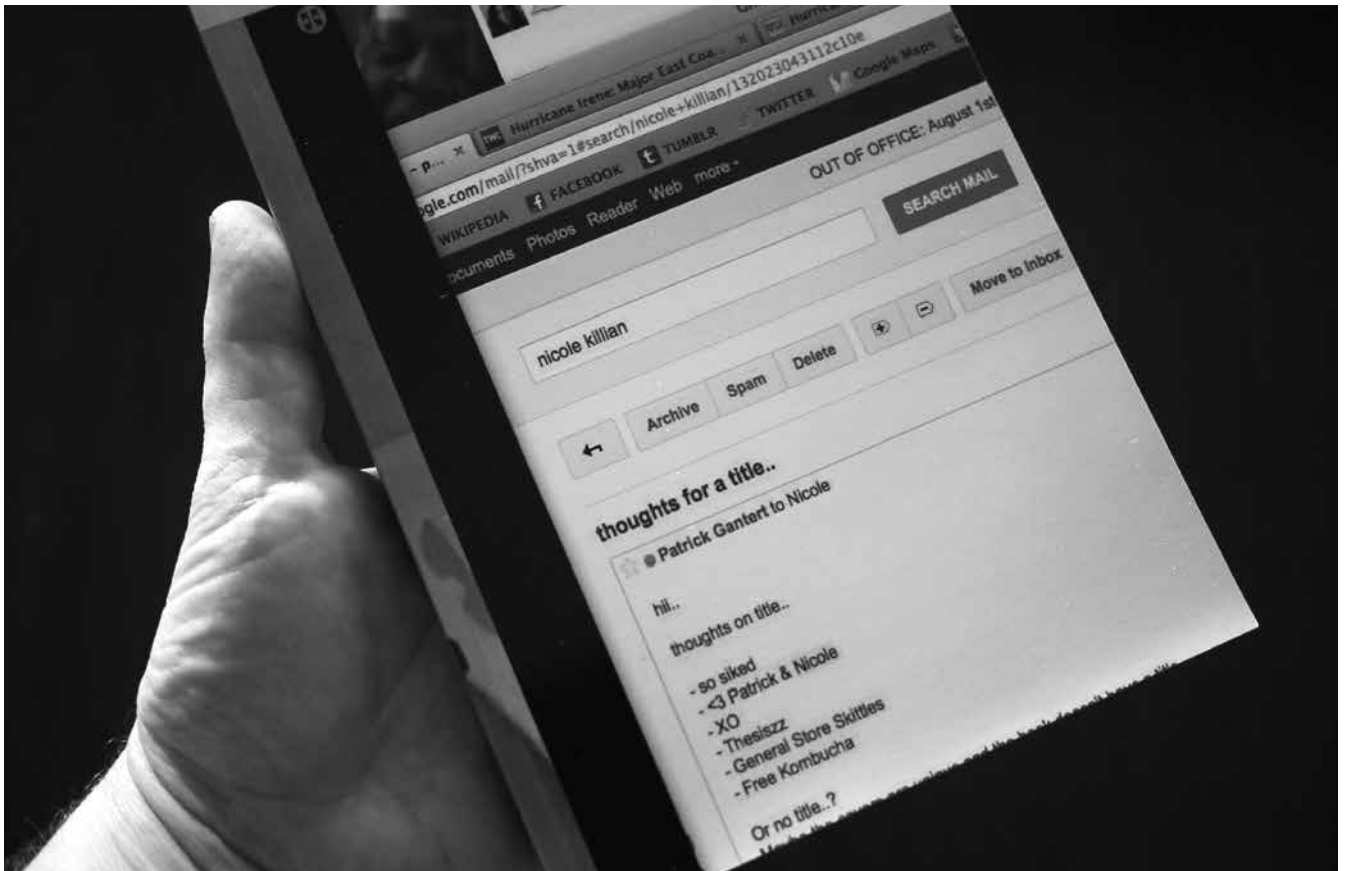 Hurricane Irene: Major East Coa...
- p...
ogle.com/mail/?shva=1#search/nicole+killian/132023043112c10e
WIKIPEDIA FACEBOOK TUMBLR TWITTER Google Maps
ocuments Photos Reader Web more
OUT OF OFFICE: August 1st
nicole killian
SEARCH MAIL
Archive Spam Delete Move to Inbox
thoughts for a title..
Patrick Gantert to Nicole
hii..
thoughts on title..
- so siked
- <3 Patrick & Nicole
- XO
- Thesiszz
- General Store Skittles
- Free Kombucha
Or no title..?